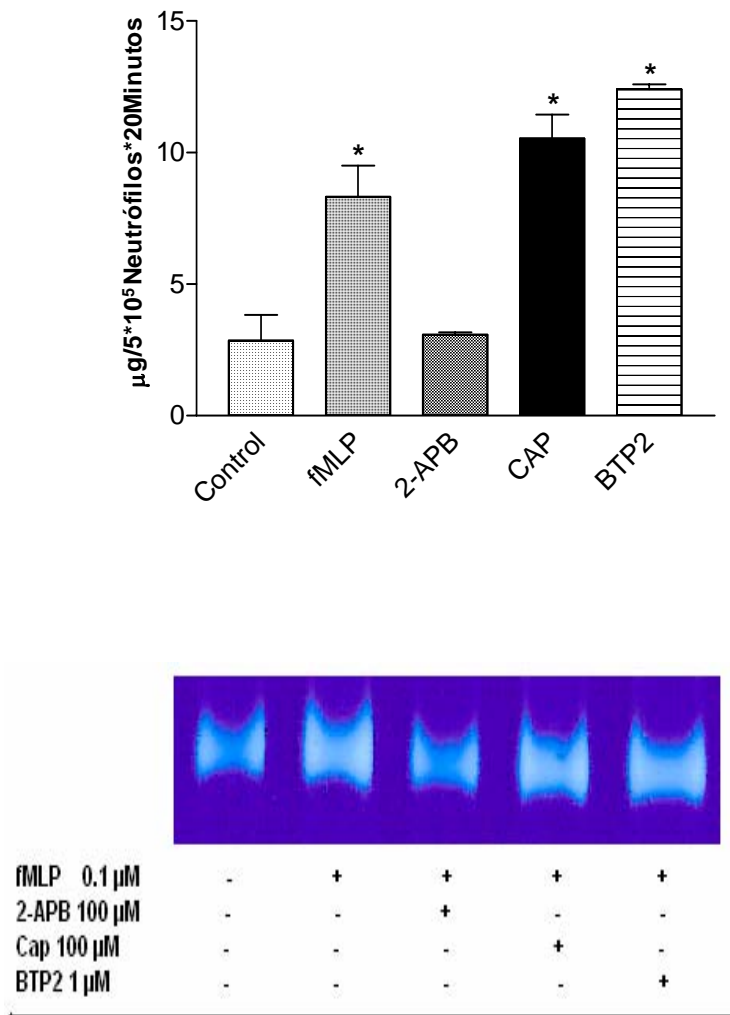 µg/5*10⁵Neutrófilos*20Minutos
15
10
5
0
*
*
*
Control
fMLP
2-APB
CAP
BTP2
fMLP 0.1 µM - + + + +
2-APB 100 µM - - + - -
Cap 100 µM - - - + -
BTP2 1 µM - - - - +